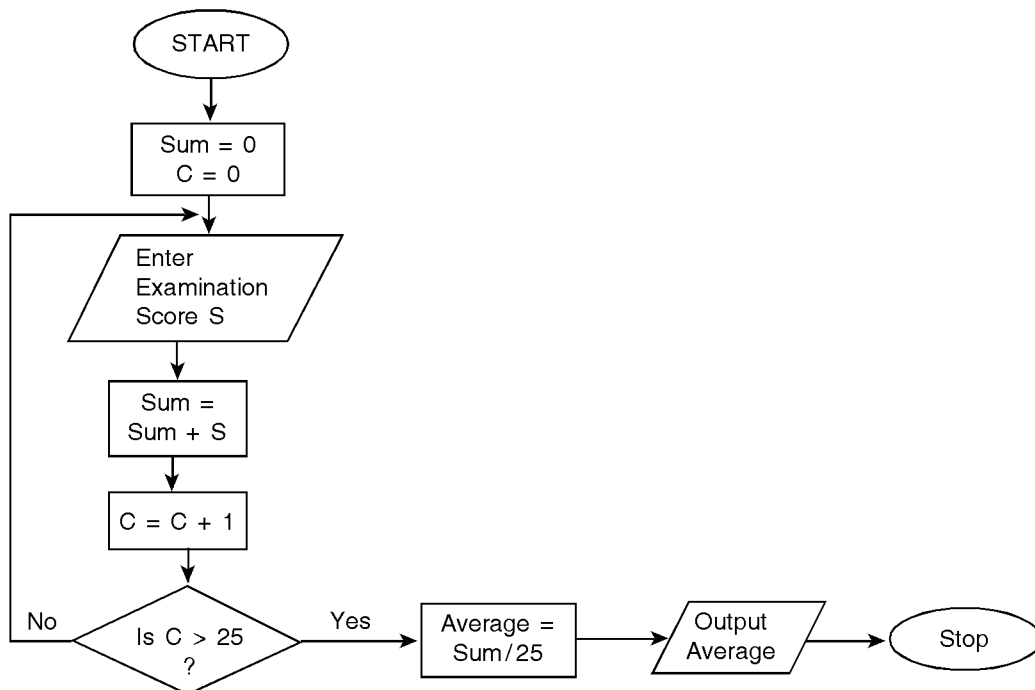 START
Sum = 0
C = 0
Enter
Examination
Score S
Sum =
Sum + S
C = C + 1
Is C > 25
?
No
Yes
Average =
Sum/25
Output
Average
Stop